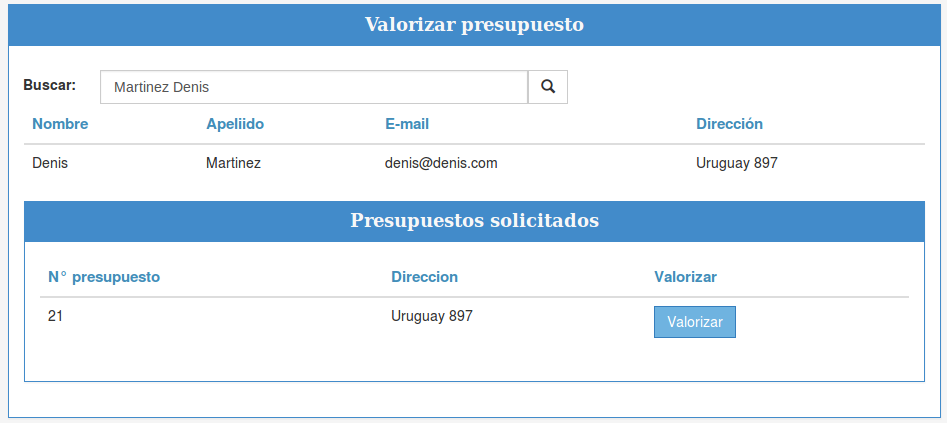 Valorizar presupuesto
Buscar: Martinez Denis
Nombre Apeliido E-mail Dirección
Denis Martinez denis@denis.com Uruguay 897
Presupuestos solicitados
N° presupuesto Direccion Valorizar
21 Uruguay 897 Valorizar